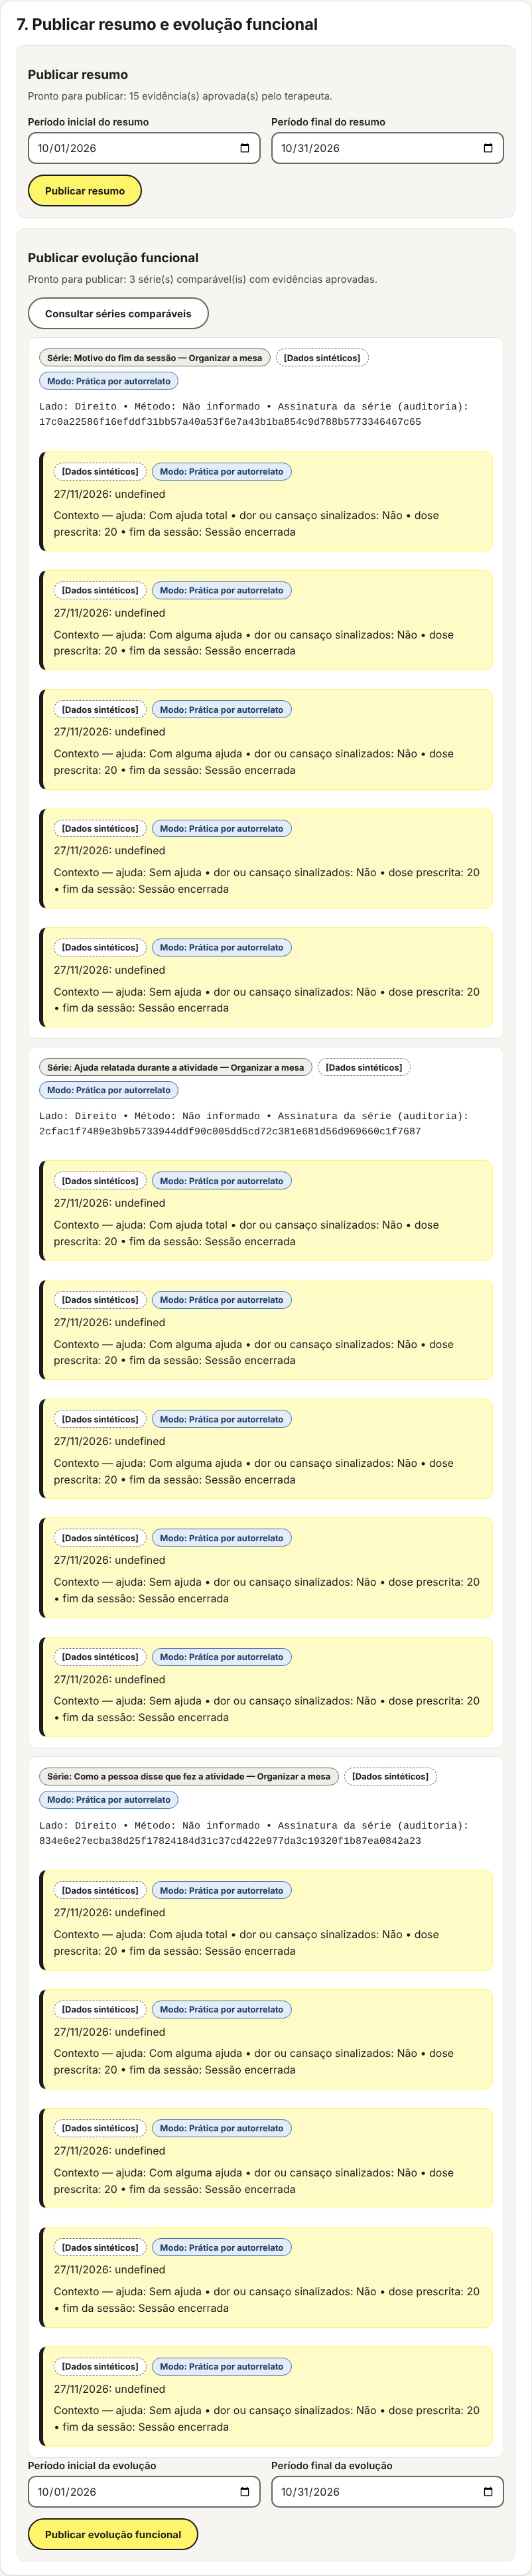 7. Publicar resumo e evolução funcional
Publicar resumo
Pronto para publicar: 15 evidência(s) aprovada(s) pelo terapeuta.
Período inicial do resumo
Período final do resumo
10/01/2026
10/31/2026
Publicar resumo
Publicar evolução funcional
Pronto para publicar: 3 série(s) comparável(is) com evidências aprovadas.
Consultar séries comparáveis
Série: Motivo do fim da sessão — Organizar a mesa
[Dados sintéticos]
Modo: Prática por autorrelato
Lado: Direito • Método: Não informado • Assinatura da série (auditoria):
17c0a22586f16efddf31bb57a40a53f6e7a43b1ba854c9d788b5773346467c65
[Dados sintéticos] Modo: Prática por autorrelato
27/11/2026: undefined
Contexto — ajuda: Com ajuda total • dor ou cansaço sinalizados: Não • dose
prescrita: 20 • fim da sessão: Sessão encerrada
[Dados sintéticos] Modo: Prática por autorrelato
27/11/2026: undefined
Contexto — ajuda: Com alguma ajuda • dor ou cansaço sinalizados: Não • dose
prescrita: 20 • fim da sessão: Sessão encerrada
[Dados sintéticos] Modo: Prática por autorrelato
27/11/2026: undefined
Contexto — ajuda: Com alguma ajuda • dor ou cansaço sinalizados: Não • dose
prescrita: 20 • fim da sessão: Sessão encerrada
[Dados sintéticos] Modo: Prática por autorrelato
27/11/2026: undefined
Contexto — ajuda: Sem ajuda • dor ou cansaço sinalizados: Não • dose prescrita: 20
• fim da sessão: Sessão encerrada
[Dados sintéticos] Modo: Prática por autorrelato
27/11/2026: undefined
Contexto — ajuda: Sem ajuda • dor ou cansaço sinalizados: Não • dose prescrita: 20
• fim da sessão: Sessão encerrada
Série: Ajuda relatada durante a atividade — Organizar a mesa
[Dados sintéticos]
Modo: Prática por autorrelato
Lado: Direito • Método: Não informado • Assinatura da série (auditoria):
2cfac1f7489e3b9b5733944ddf90c005dd5cd72c381e681d56d969660c1f7687
[Dados sintéticos] Modo: Prática por autorrelato
27/11/2026: undefined
Contexto — ajuda: Com ajuda total • dor ou cansaço sinalizados: Não • dose
prescrita: 20 • fim da sessão: Sessão encerrada
[Dados sintéticos] Modo: Prática por autorrelato
27/11/2026: undefined
Contexto — ajuda: Com alguma ajuda • dor ou cansaço sinalizados: Não • dose
prescrita: 20 • fim da sessão: Sessão encerrada
[Dados sintéticos] Modo: Prática por autorrelato
27/11/2026: undefined
Contexto — ajuda: Com alguma ajuda • dor ou cansaço sinalizados: Não • dose
prescrita: 20 • fim da sessão: Sessão encerrada
[Dados sintéticos] Modo: Prática por autorrelato
27/11/2026: undefined
Contexto — ajuda: Sem ajuda • dor ou cansaço sinalizados: Não • dose prescrita: 20
• fim da sessão: Sessão encerrada
[Dados sintéticos] Modo: Prática por autorrelato
27/11/2026: undefined
Contexto — ajuda: Sem ajuda • dor ou cansaço sinalizados: Não • dose prescrita: 20
• fim da sessão: Sessão encerrada
Série: Como a pessoa disse que fez a atividade — Organizar a mesa
[Dados sintéticos]
Modo: Prática por autorrelato
Lado: Direito • Método: Não informado • Assinatura da série (auditoria):
834e6e27ecba38d25f17824184d31c37cd422e977da3c19320f1b87ea0842a23
[Dados sintéticos] Modo: Prática por autorrelato
27/11/2026: undefined
Contexto — ajuda: Com ajuda total • dor ou cansaço sinalizados: Não • dose
prescrita: 20 • fim da sessão: Sessão encerrada
[Dados sintéticos] Modo: Prática por autorrelato
27/11/2026: undefined
Contexto — ajuda: Com alguma ajuda • dor ou cansaço sinalizados: Não • dose
prescrita: 20 • fim da sessão: Sessão encerrada
[Dados sintéticos] Modo: Prática por autorrelato
27/11/2026: undefined
Contexto — ajuda: Com alguma ajuda • dor ou cansaço sinalizados: Não • dose
prescrita: 20 • fim da sessão: Sessão encerrada
[Dados sintéticos] Modo: Prática por autorrelato
27/11/2026: undefined
Contexto — ajuda: Sem ajuda • dor ou cansaço sinalizados: Não • dose prescrita: 20
• fim da sessão: Sessão encerrada
[Dados sintéticos] Modo: Prática por autorrelato
27/11/2026: undefined
Contexto — ajuda: Sem ajuda • dor ou cansaço sinalizados: Não • dose prescrita: 20
• fim da sessão: Sessão encerrada
Período inicial da evolução
Período final da evolução
10/01/2026
10/31/2026
Publicar evolução funcional